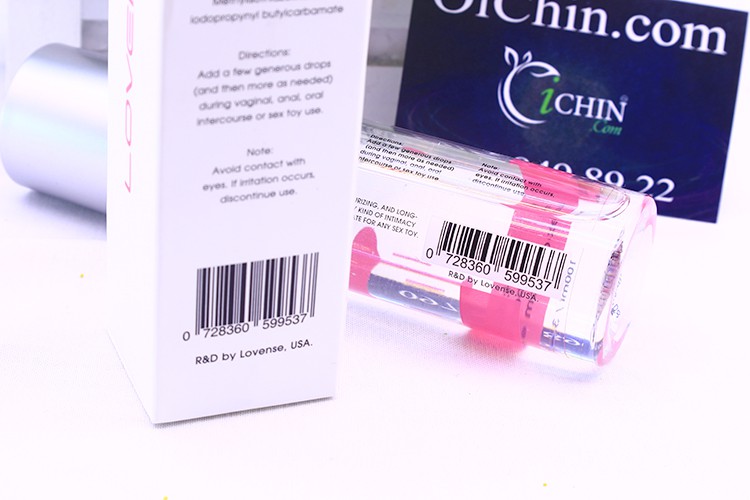 iodopropynyl butylcarbamate
Directions:
Add a few generous drops
(and then more as needed)
during vaginal, anal, oral
intercourse or sex toy use.
Note:
Avoid contact with
eyes. If irritation occurs,
discontinue use.
0 728360 599537
R&D by Lovense, USA.
OiChin.com
iCHIN
.Com
89 22
Directions:
Add a few generous drops
(and then more as needed)
during vaginal, anal, oral
intercourse or sex toy use.
Note:
Avoid contact with
eyes. If irritation occurs,
discontinue use.
AND LONG-
KIND OF INTIMACY
FOR ANY SEX TOY.
0 728360 599537
R&D by Lovense, USA
100ml